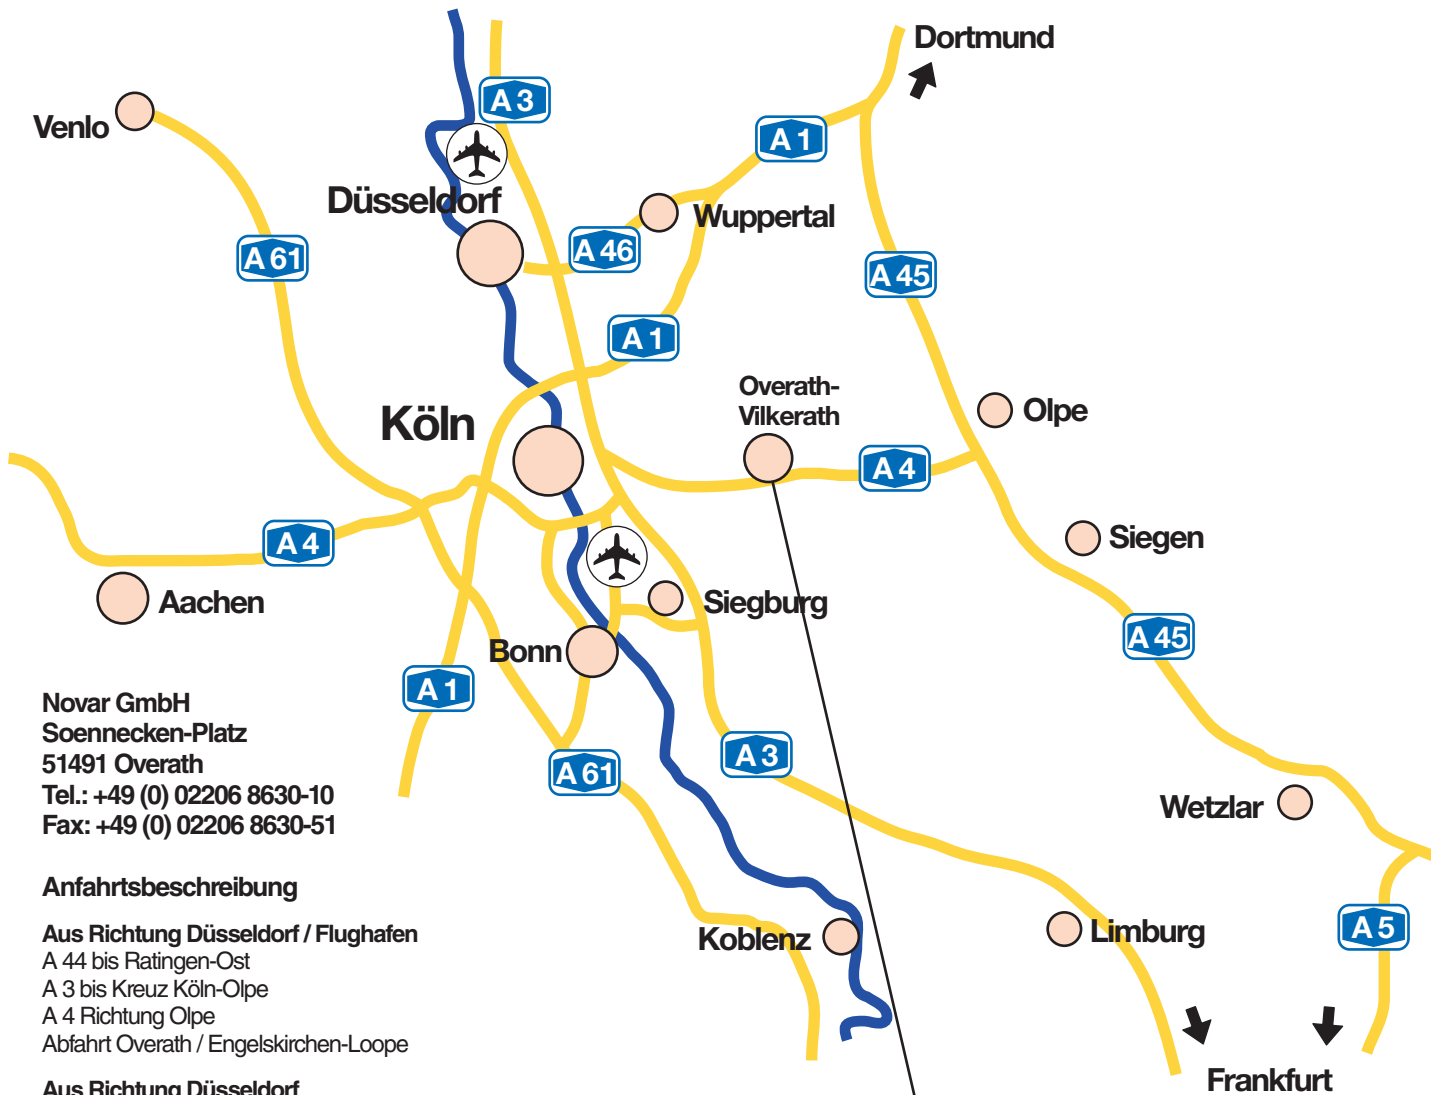 Dortmund
A 3
Venlo
A 1
Düsseldorf
Wuppertal
A 46
A 61
A 45
A 1
Overath-
Vilkerath
Olpe
Köln
A 4
Siegen
A 4
Aachen
Siegburg
A 45
Bonn
A 1
A 3
A 61
Wetzlar
Koblenz
Limburg
A 5
Frankfurt
Novar GmbH
Soennecken-Platz
51491 Overath
Tel.: +49 (0) 02206 8630-10
Fax: +49 (0) 02206 8630-51
Anfahrtsbeschreibung
Aus Richtung Düsseldorf / Flughafen
A 44 bis Ratingen-Ost
A 3 bis Kreuz Köln-Olpe
A 4 Richtung Olpe
Abfahrt Overath / Engelskirchen-Loope
Aus Richtung Düsseldorf